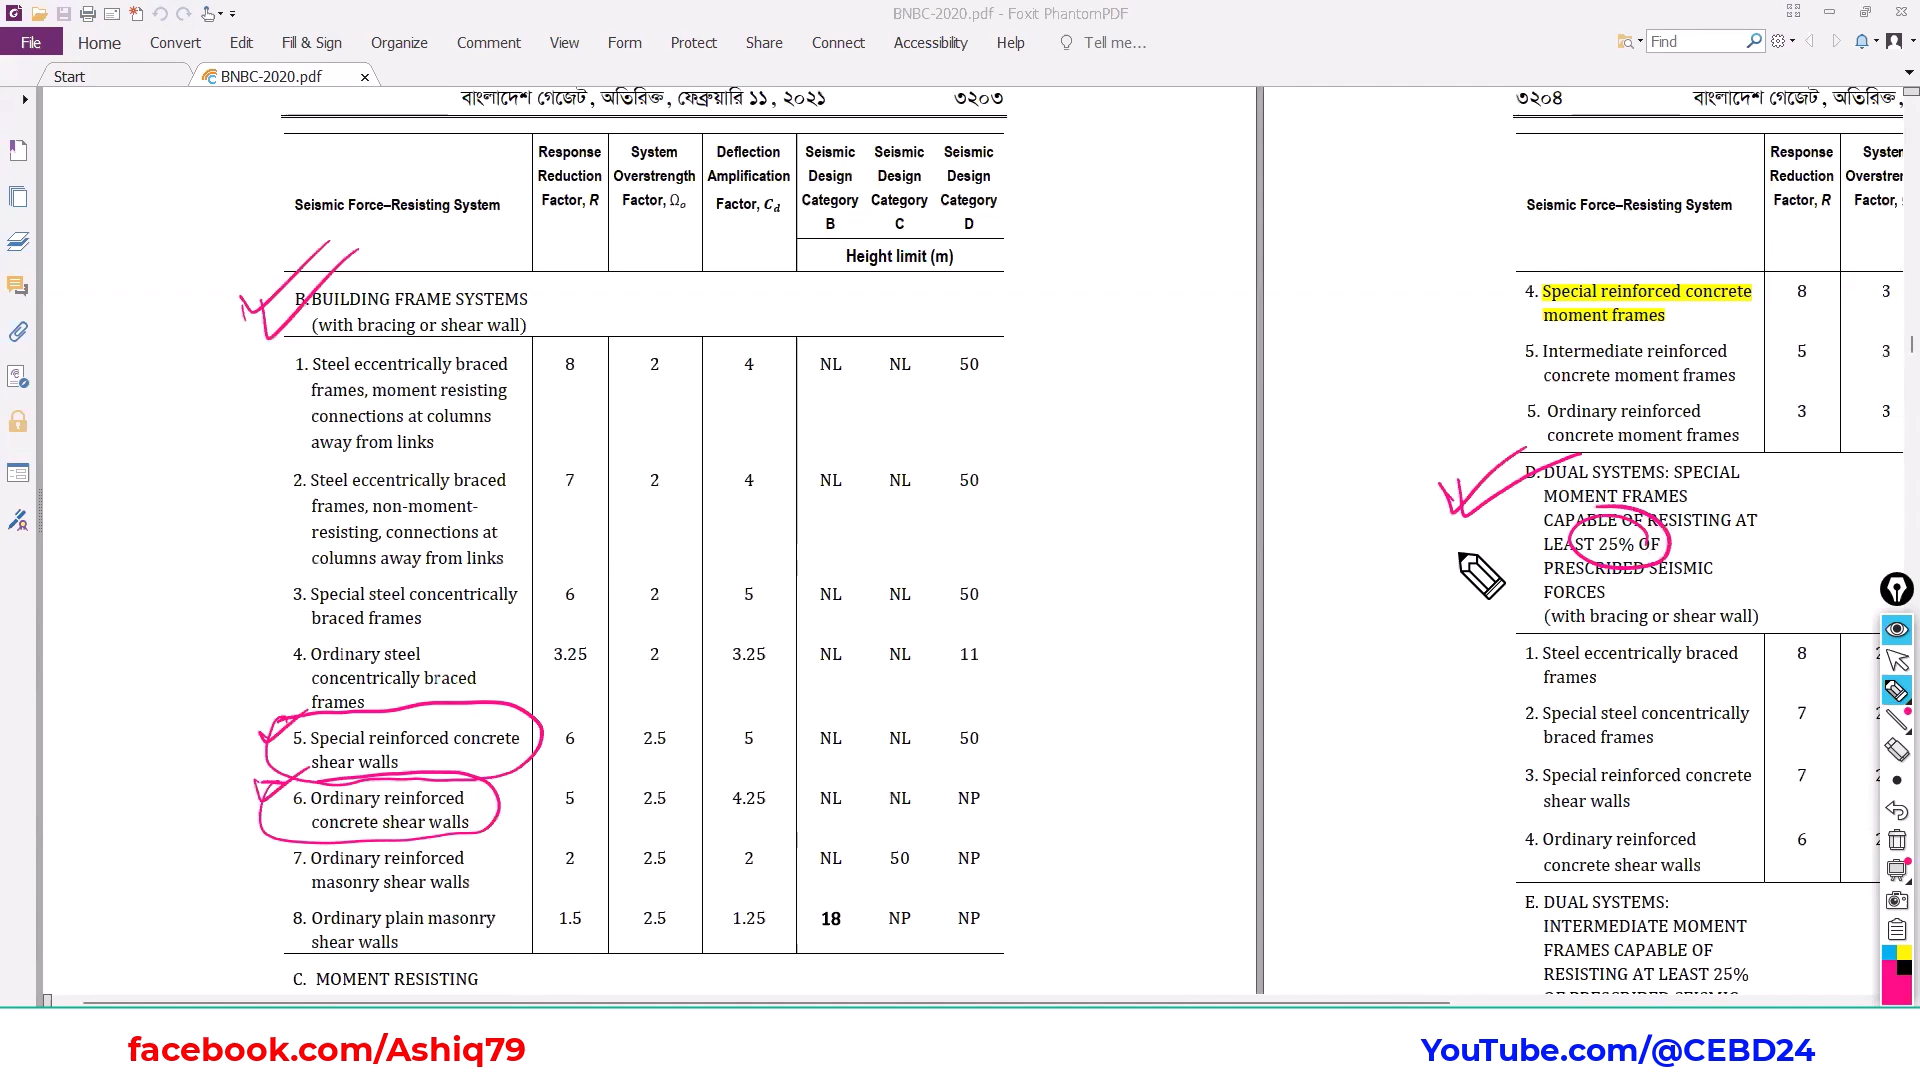 BNBC-2020.pdf - Foxit PhantomPDF
File Home Convert Edit Fill & Sign Organize Comment View Form Protect Share Connect Accessibility Help Tell me... Find
Start BNBC-2020.pdf
বাংলাদেশ গেজেট, অতিরিক্ত, ফেব্রুয়ারি ১১, ২০২১ ৩২০৩
Seismic Force–Resisting System
Response Reduction Factor, R
System Overstrength Factor, Ωo
Deflection Amplification Factor, Cd
Seismic Design Category B
Seismic Design Category C
Seismic Design Category D
Height limit (m)
B. BUILDING FRAME SYSTEMS
(with bracing or shear wall)
1. Steel eccentrically braced 8 2 4 NL NL 50
frames, moment resisting
connections at columns
away from links
2. Steel eccentrically braced 7 2 4 NL NL 50
frames, non-moment-
resisting, connections at
columns away from links
3. Special steel concentrically 6 2 5 NL NL 50
braced frames
4. Ordinary steel 3.25 2 3.25 NL NL 11
concentrically braced
frames
5. Special reinforced concrete 6 2.5 5 NL NL 50
shear walls
6. Ordinary reinforced 5 2.5 4.25 NL NL NP
concrete shear walls
7. Ordinary reinforced 2 2.5 2 NL 50 NP
masonry shear walls
8. Ordinary plain masonry 1.5 2.5 1.25 18 NP NP
shear walls
C. MOMENT RESISTING
৩২০৪ বাংলাদেশ গেজেট, অতিরিক্ত,
Seismic Force–Resisting System
Response Reduction Factor, R
4. Special reinforced concrete 8 3
moment frames
5. Intermediate reinforced 5 3
concrete moment frames
5. Ordinary reinforced 3 3
concrete moment frames
D. DUAL SYSTEMS: SPECIAL
MOMENT FRAMES
CAPABLE OF RESISTING AT
LEAST 25% OF
PRESCRIBED SEISMIC
FORCES
(with bracing or shear wall)
1. Steel eccentrically braced 8
frames
2. Special steel concentrically 7
braced frames
3. Special reinforced concrete 7
shear walls
4. Ordinary reinforced 6
concrete shear walls
E. DUAL SYSTEMS:
INTERMEDIATE MOMENT
FRAMES CAPABLE OF
RESISTING AT LEAST 25%
facebook.com/Ashiq79
YouTube.com/@CEBD24